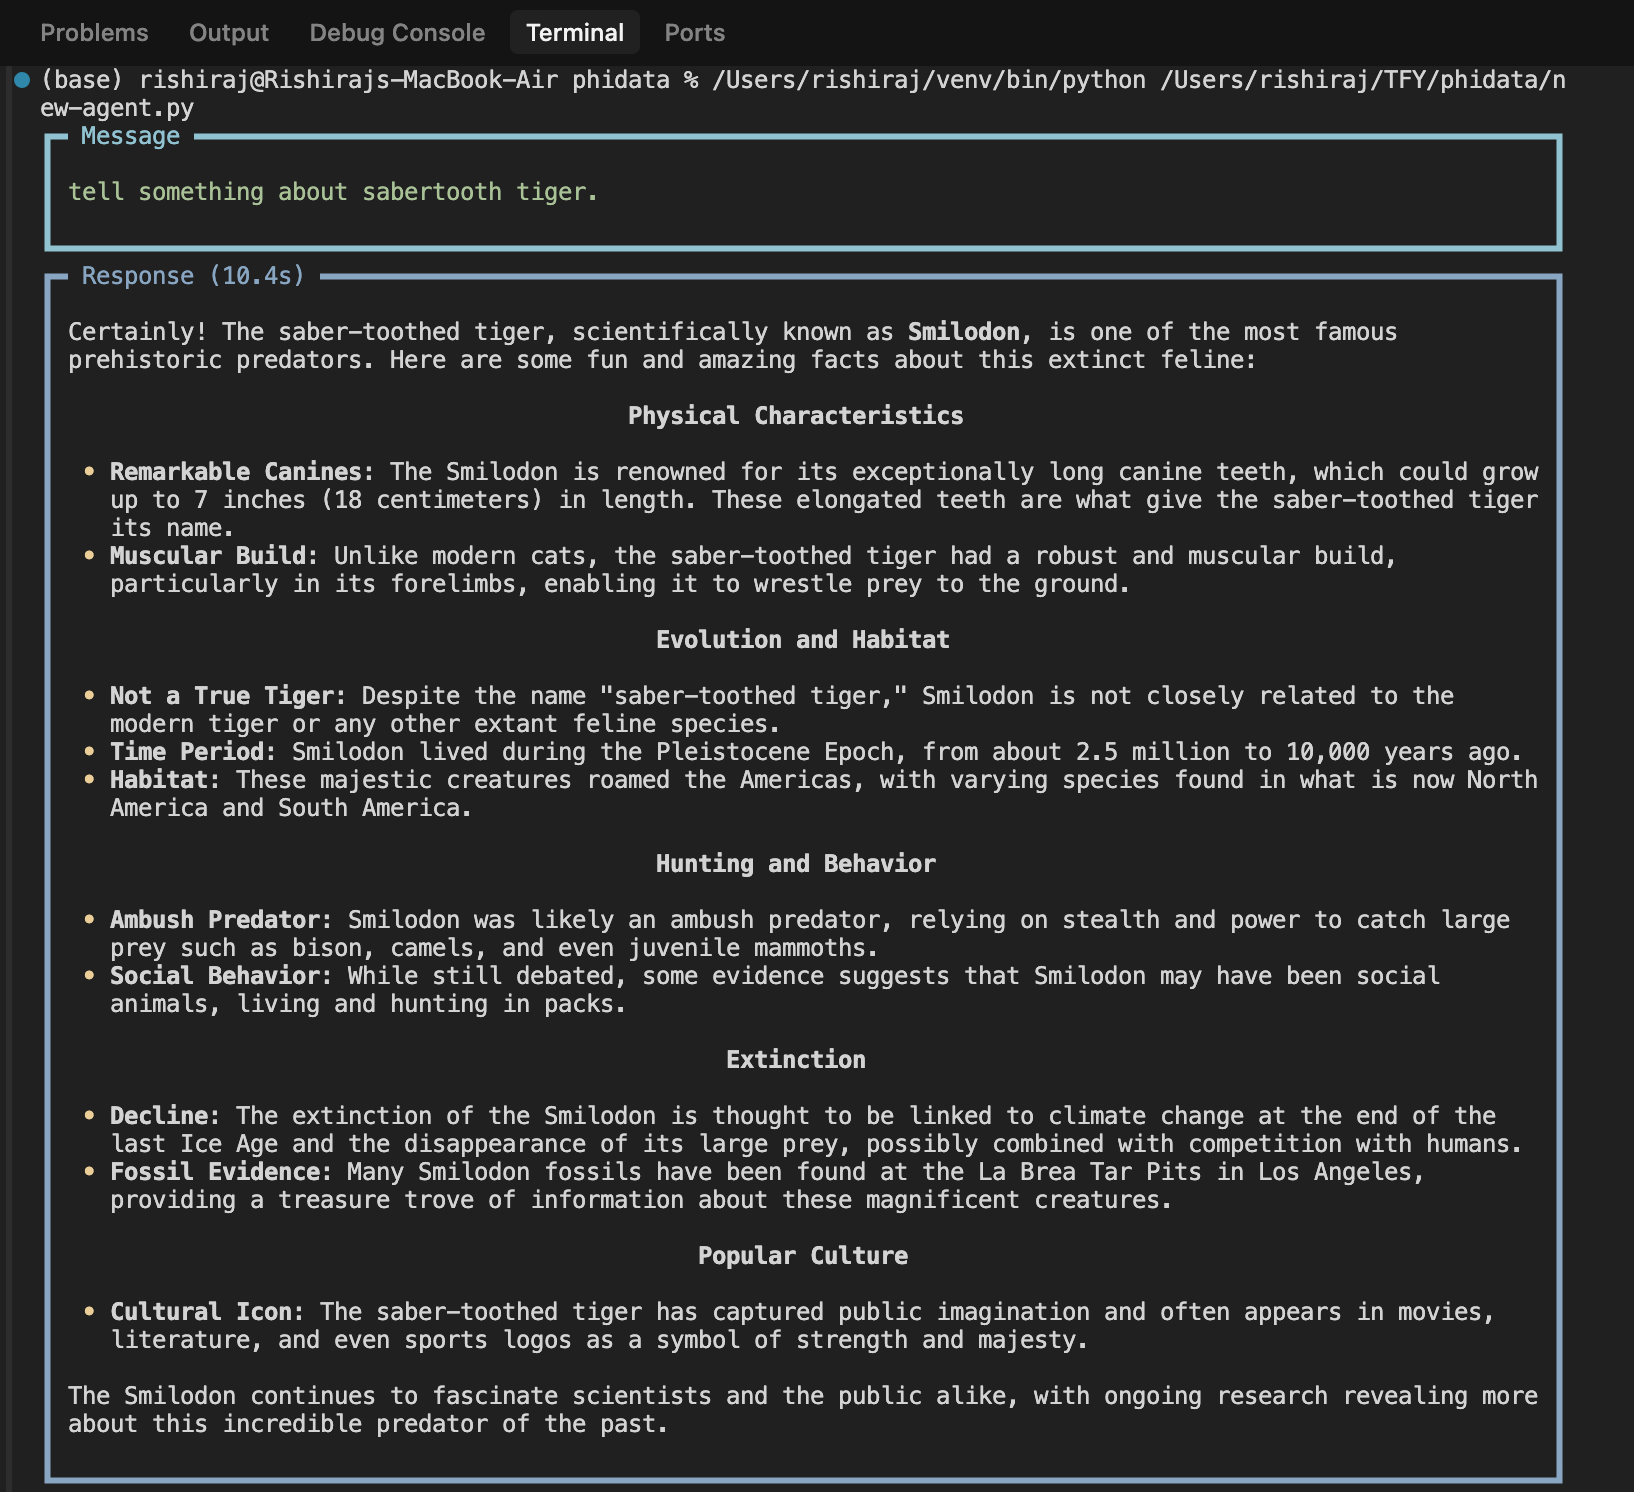 Problems Output Debug Console Terminal Ports
(base) rishiraj@Rishirajs-MacBook-Air phidata % /Users/rishiraj/venv/bin/python /Users/rishiraj/TFY/phidata/n
ew-agent.py
Message
tell something about sabertooth tiger.
Response (10.4s)
Certainly! The saber-toothed tiger, scientifically known as Smilodon, is one of the most famous
prehistoric predators. Here are some fun and amazing facts about this extinct feline:
Physical Characteristics
• Remarkable Canines: The Smilodon is renowned for its exceptionally long canine teeth, which could grow
up to 7 inches (18 centimeters) in length. These elongated teeth are what give the saber-toothed tiger
its name.
• Muscular Build: Unlike modern cats, the saber-toothed tiger had a robust and muscular build,
particularly in its forelimbs, enabling it to wrestle prey to the ground.
Evolution and Habitat
• Not a True Tiger: Despite the name "saber-toothed tiger," Smilodon is not closely related to the
modern tiger or any other extant feline species.
• Time Period: Smilodon lived during the Pleistocene Epoch, from about 2.5 million to 10,000 years ago.
• Habitat: These majestic creatures roamed the Americas, with varying species found in what is now North
America and South America.
Hunting and Behavior
• Ambush Predator: Smilodon was likely an ambush predator, relying on stealth and power to catch large
prey such as bison, camels, and even juvenile mammoths.
• Social Behavior: While still debated, some evidence suggests that Smilodon may have been social
animals, living and hunting in packs.
Extinction
• Decline: The extinction of the Smilodon is thought to be linked to climate change at the end of the
last Ice Age and the disappearance of its large prey, possibly combined with competition with humans.
• Fossil Evidence: Many Smilodon fossils have been found at the La Brea Tar Pits in Los Angeles,
providing a treasure trove of information about these magnificent creatures.
Popular Culture
• Cultural Icon: The saber-toothed tiger has captured public imagination and often appears in movies,
literature, and even sports logos as a symbol of strength and majesty.
The Smilodon continues to fascinate scientists and the public alike, with ongoing research revealing more
about this incredible predator of the past.